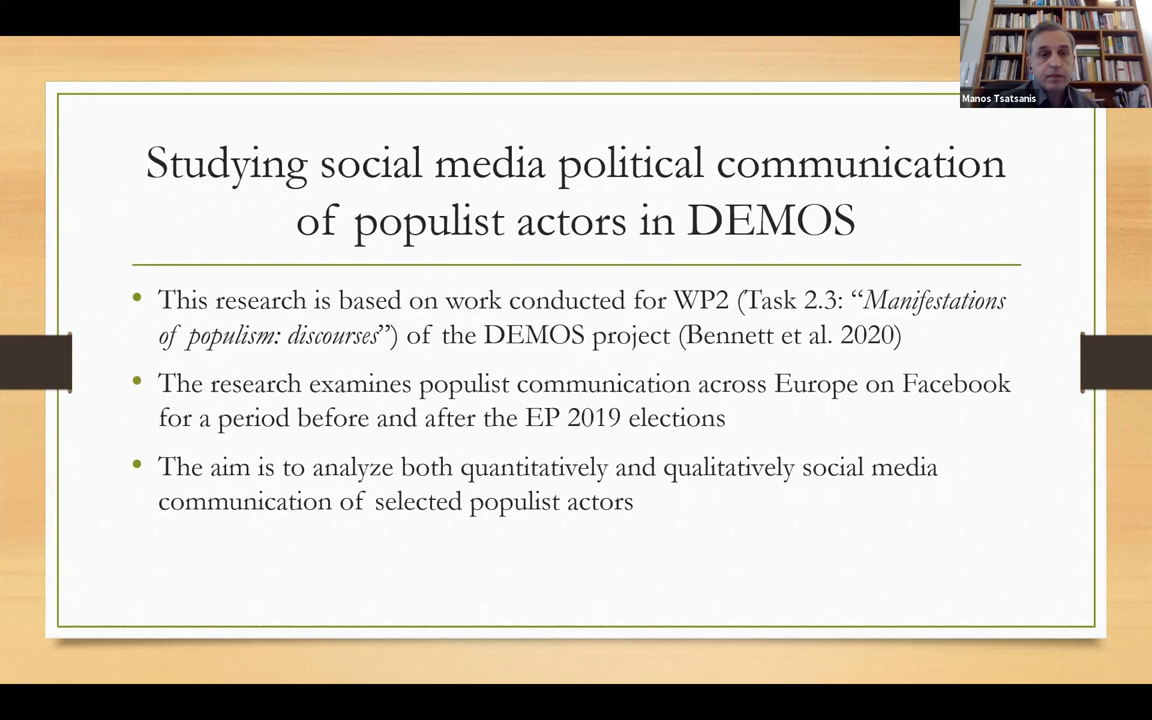 Manos Tsatsanis
Studying social media political communication
of populist actors in DEMOS
• This research is based on work conducted for WP2 (Task 2.3: “Manifestations
of populism: discourses”) of the DEMOS project (Bennett et al. 2020)
• The research examines populist communication across Europe on Facebook
for a period before and after the EP 2019 elections
• The aim is to analyze both quantitatively and qualitatively social media
communication of selected populist actors